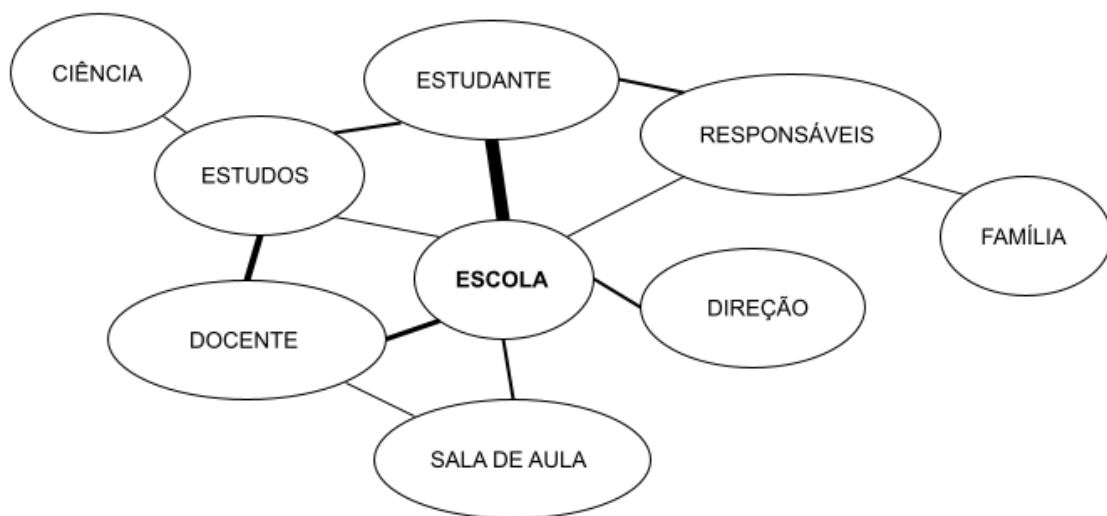 CIÊNCIA
ESTUDANTE
RESPONSÁVEIS
ESTUDOS
FAMÍLIA
ESCOLA
DIREÇÃO
DOCENTE
SALA DE AULA